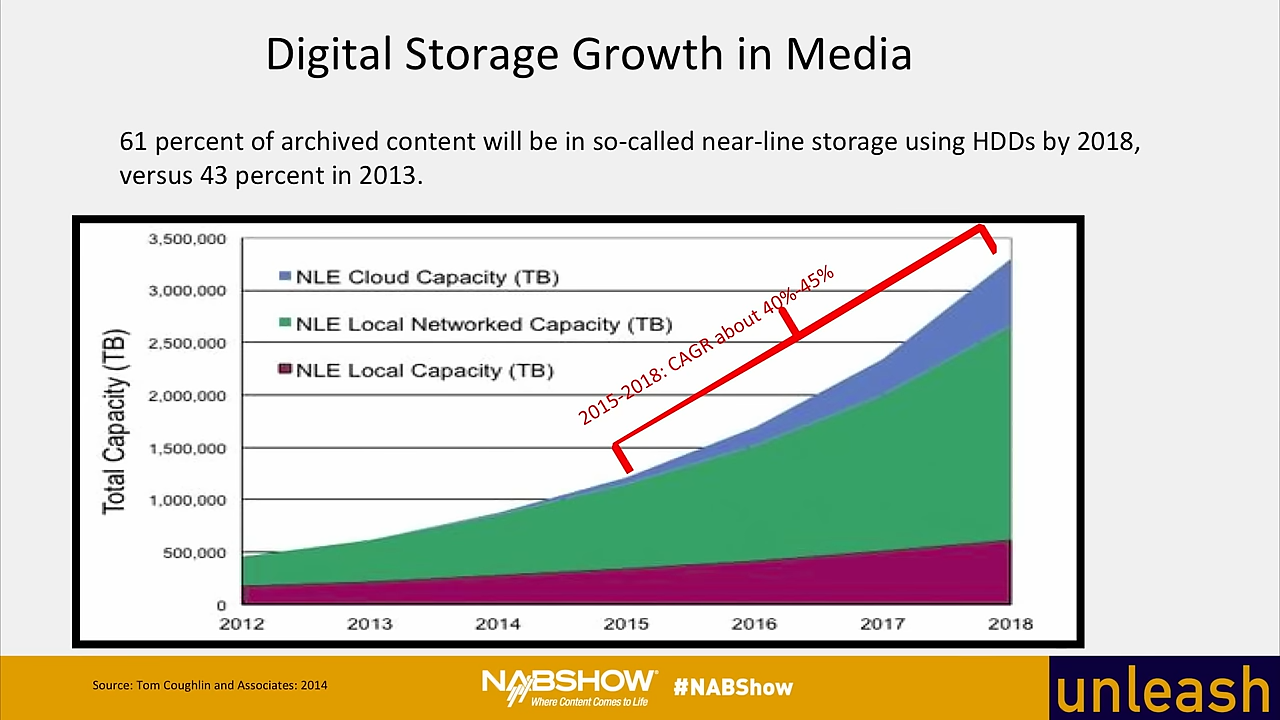 Digital Storage Growth in Media
61 percent of archived content will be in so-called near-line storage using HDDs by 2018,
versus 43 percent in 2013.
Total Capacity (TB)
3,500,000
3,000,000
2,500,000
2,000,000
1,500,000
1,000,000
500,000
0
NLE Cloud Capacity (TB)
NLE Local Networked Capacity (TB)
NLE Local Capacity (TB)
2015-2018: CAGR about 40%-45%
2012 2013 2014 2015 2016 2017 2018
Source: Tom Coughlin and Associates: 2014
NABSHOW
Where Content Comes to Life
#NABShow
unleash